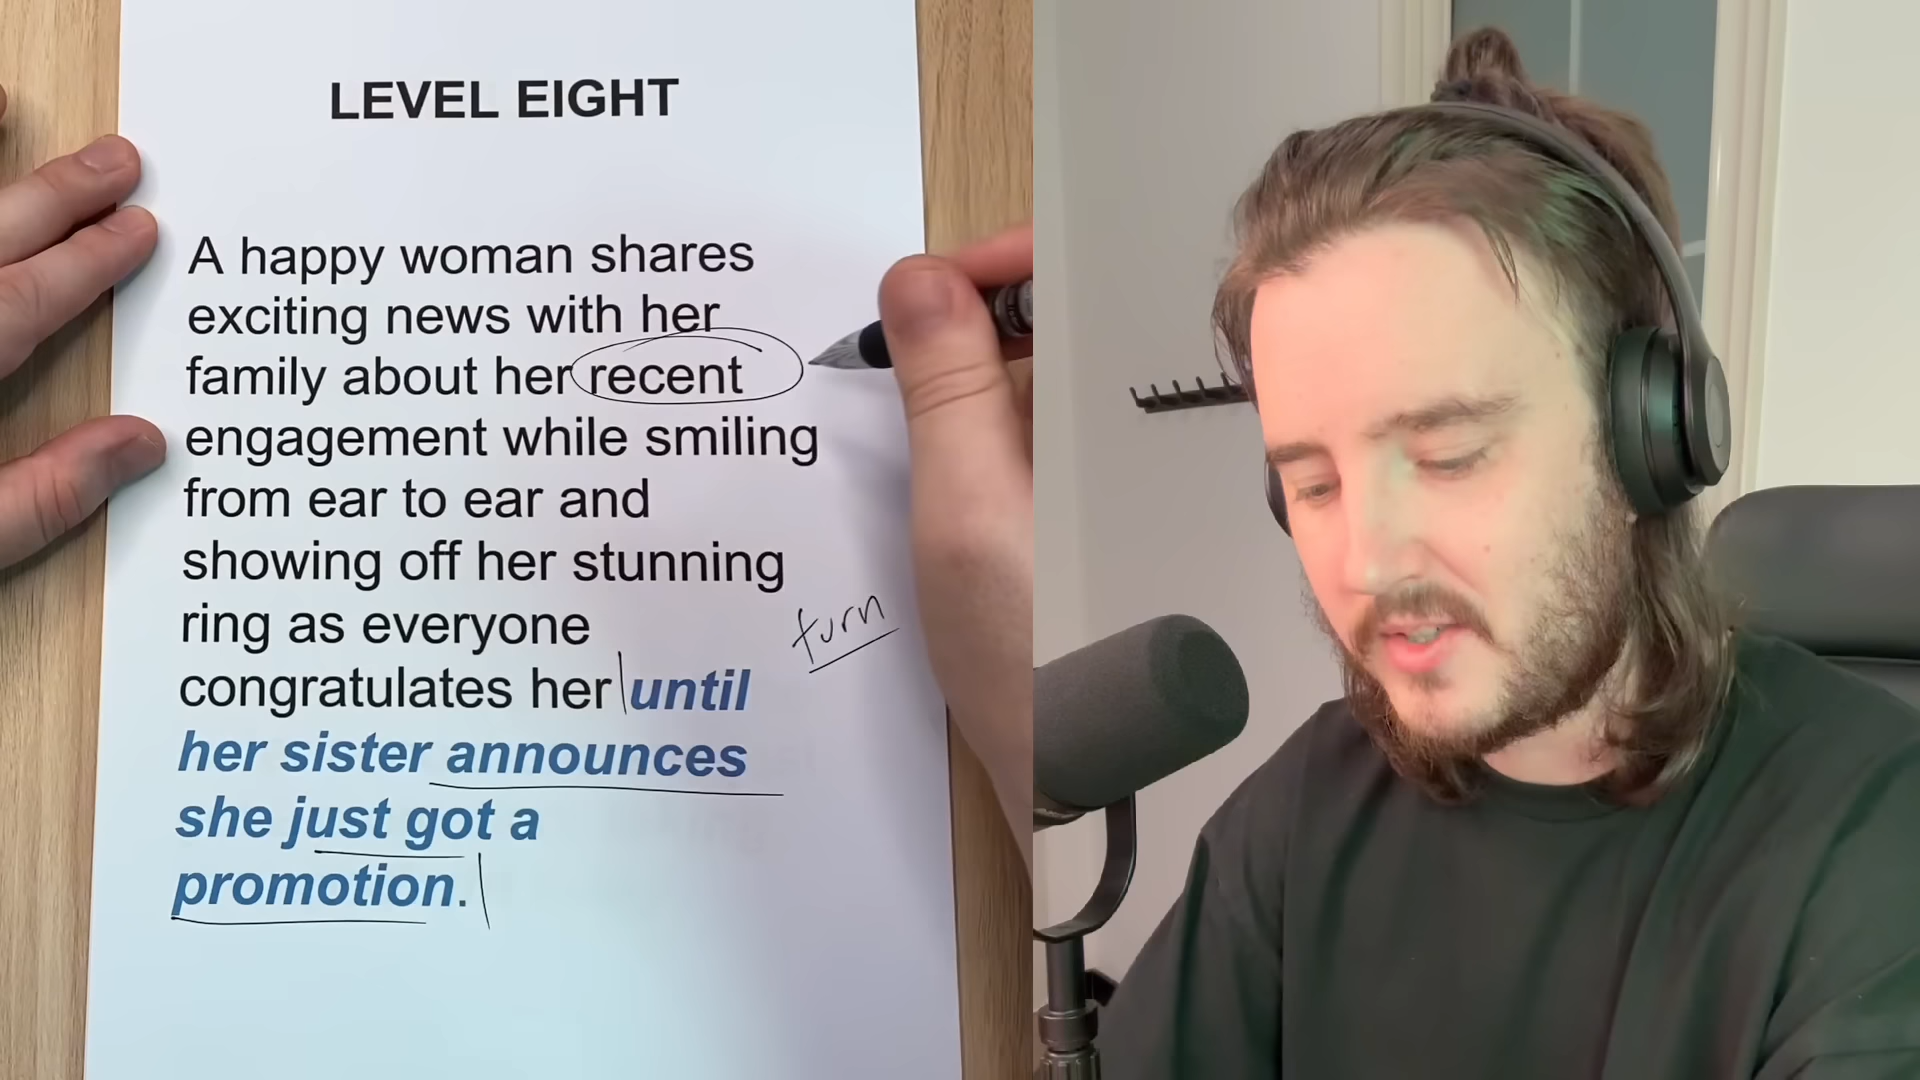 LEVEL EIGHT
A happy woman shares
exciting news with her
family about her recent
engagement while smiling
from ear to ear and
showing off her stunning
ring as everyone
turn
congratulates her until
her sister announces
she just got a
promotion.